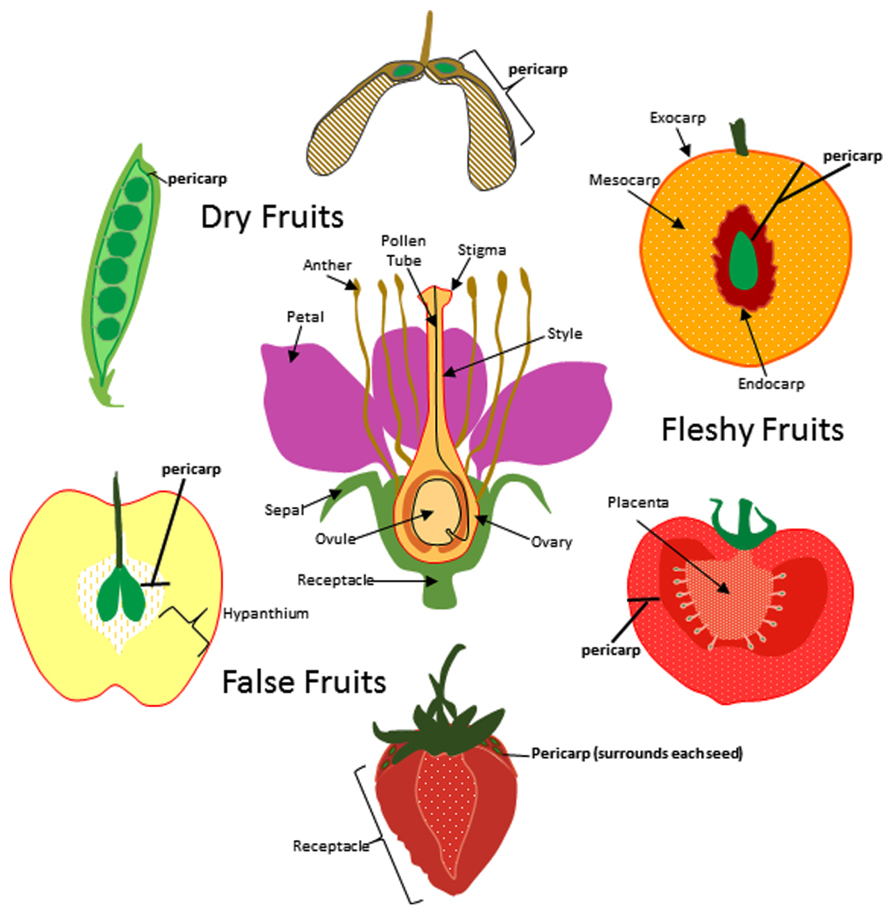 pericarp
Exocarp
pericarp
Mesocarp
pericarp
Dry Fruits
Pollen
Tube
Stigma
Anther
Petal
Style
Endocarp
Fleshy Fruits
pericarp
Sepal
Placenta
Ovule
Ovary
Receptacle
Hypanthium
pericarp
False Fruits
Pericarp (surrounds each seed)
Receptacle